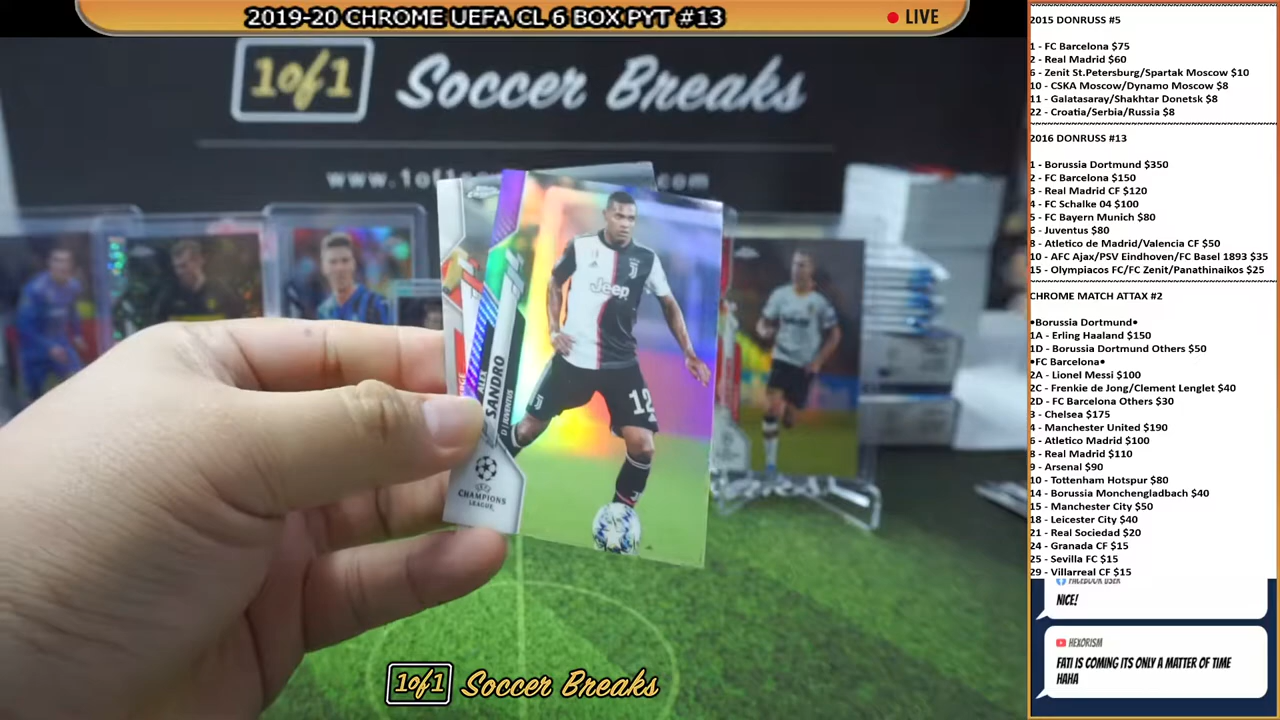 2019-20 CHROME UEFA CL 6 BOX PYT #13
LIVE
1of1 Soccer Breaks
ALEX
SANDRO
D | JUVENTUS
UEFA
CHAMPIONS
LEAGUE
Jeep
12
1of1 Soccer Breaks
2015 DONRUSS #5
1 - FC Barcelona $75
2 - Real Madrid $60
6 - Zenit St.Petersburg/Spartak Moscow $10
10 - CSKA Moscow/Dynamo Moscow $8
11 - Galatasaray/Shakhtar Donetsk $8
22 - Croatia/Serbia/Russia $8
2016 DONRUSS #13
1 - Borussia Dortmund $350
2 - FC Barcelona $150
3 - Real Madrid CF $120
4 - FC Schalke 04 $100
5 - FC Bayern Munich $80
6 - Juventus $80
8 - Atletico de Madrid/Valencia CF $50
10 - AFC Ajax/PSV Eindhoven/FC Basel 1893 $35
15 - Olympiacos FC/FC Zenit/Panathinaikos $25
CHROME MATCH ATTAX #2
•Borussia Dortmund•
1A - Erling Haaland $150
1D - Borussia Dortmund Others $50
•FC Barcelona•
2A - Lionel Messi $100
2C - Frenkie de Jong/Clement Lenglet $40
2D - FC Barcelona Others $30
3 - Chelsea $175
4 - Manchester United $190
6 - Atletico Madrid $100
8 - Real Madrid $110
9 - Arsenal $90
10 - Tottenham Hotspur $80
14 - Borussia Monchengladbach $40
15 - Manchester City $50
18 - Leicester City $40
21 - Real Sociedad $20
24 - Granada CF $15
25 - Sevilla FC $15
29 - Villarreal CF $15
FACEBOOK USER
NICE!
HEXORISM
FATI IS COMING ITS ONLY A MATTER OF TIME
HAHA